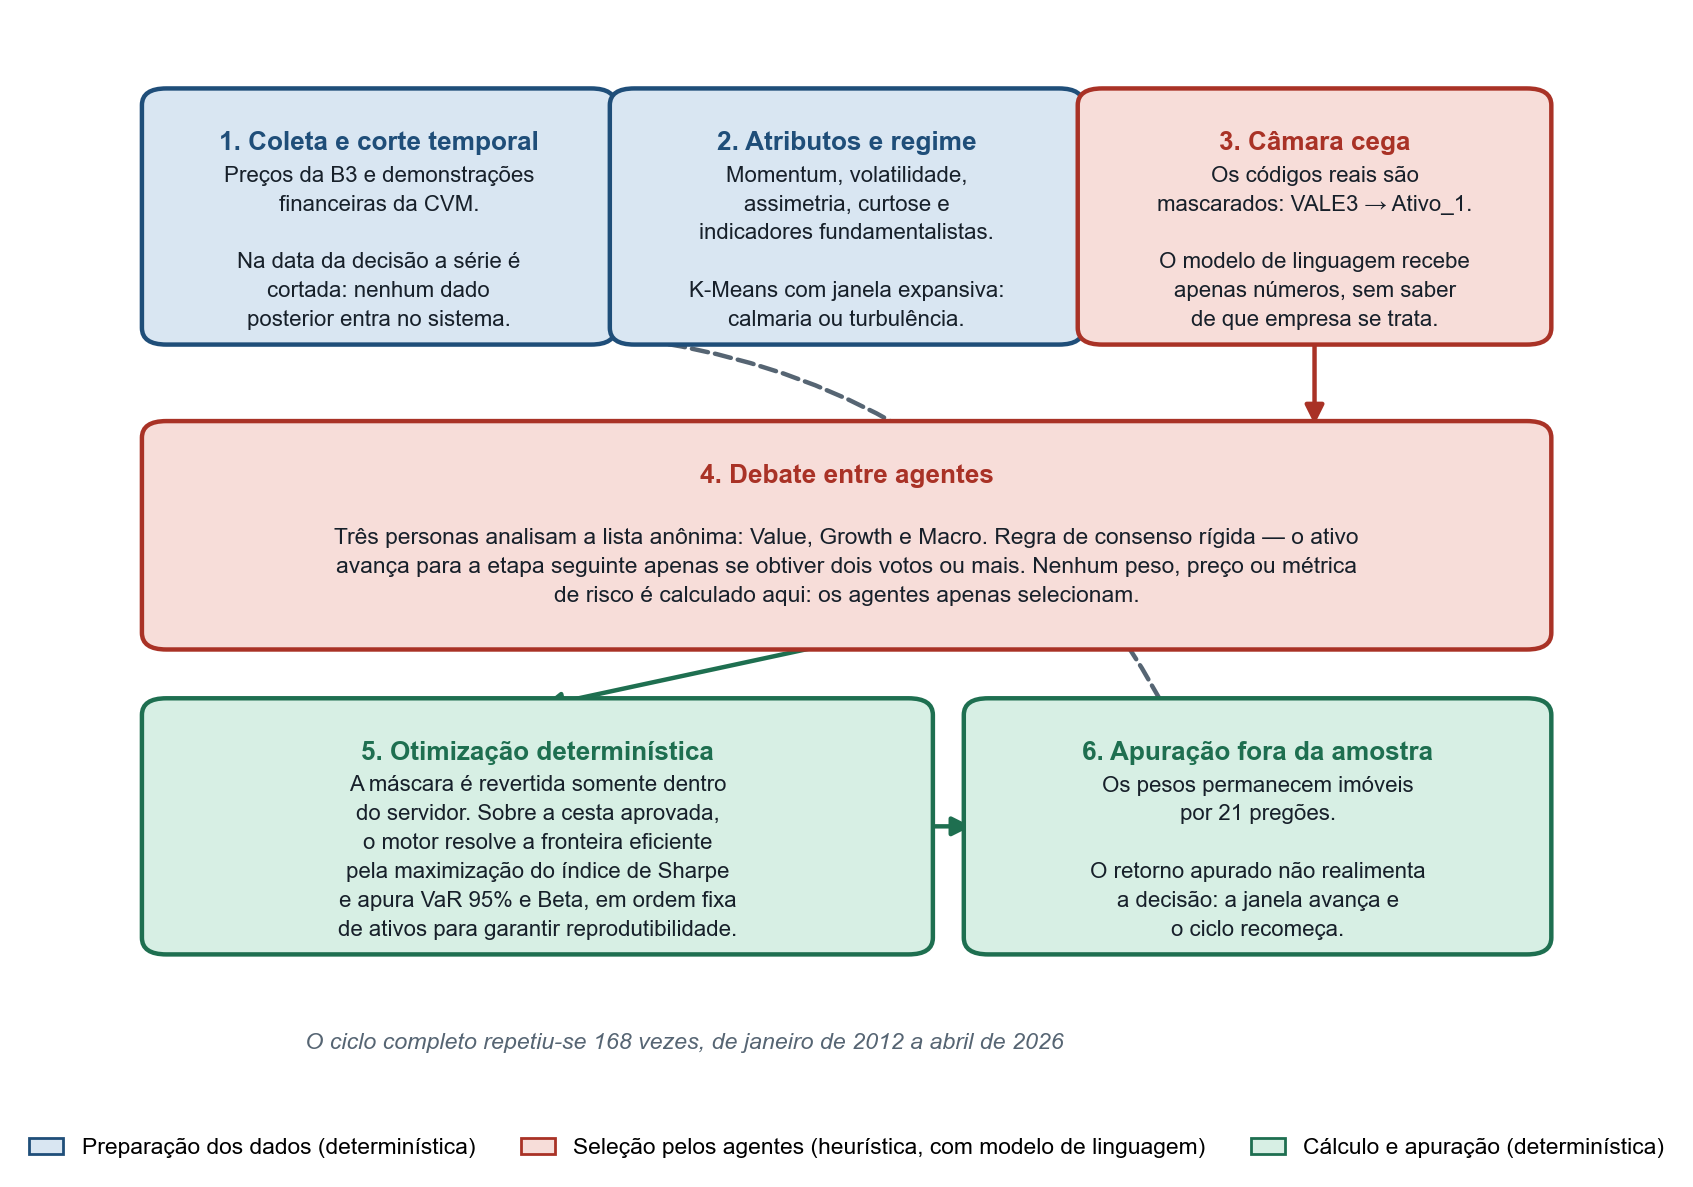 1. Coleta e corte temporal
Preços da B3 e demonstrações
financeiras da CVM.
Na data da decisão a série é
cortada: nenhum dado
posterior entra no sistema.
2. Atributos e regime
Momentum, volatilidade,
assimetria, curtose e
indicadores fundamentalistas.
K-Means com janela expansiva:
calmaria ou turbulência.
3. Câmara cega
Os códigos reais são
mascarados: VALE3 → Ativo_1.
O modelo de linguagem recebe
apenas números, sem saber
de que empresa se trata.
4. Debate entre agentes
Três personas analisam a lista anônima: Value, Growth e Macro. Regra de consenso rígida — o ativo
avança para a etapa seguinte apenas se obtiver dois votos ou mais. Nenhum peso, preço ou métrica
de risco é calculado aqui: os agentes apenas selecionam.
5. Otimização determinística
A máscara é revertida somente dentro
do servidor. Sobre a cesta aprovada,
o motor resolve a fronteira eficiente
pela maximização do índice de Sharpe
e apura VaR 95% e Beta, em ordem fixa
de ativos para garantir reprodutibilidade.
6. Apuração fora da amostra
Os pesos permanecem imóveis
por 21 pregões.
O retorno apurado não realimenta
a decisão: a janela avança e
o ciclo recomeça.
O ciclo completo repetiu-se 168 vezes, de janeiro de 2012 a abril de 2026
Preparação dos dados (determinística)
Seleção pelos agentes (heurística, com modelo de linguagem)
Cálculo e apuração (determinística)